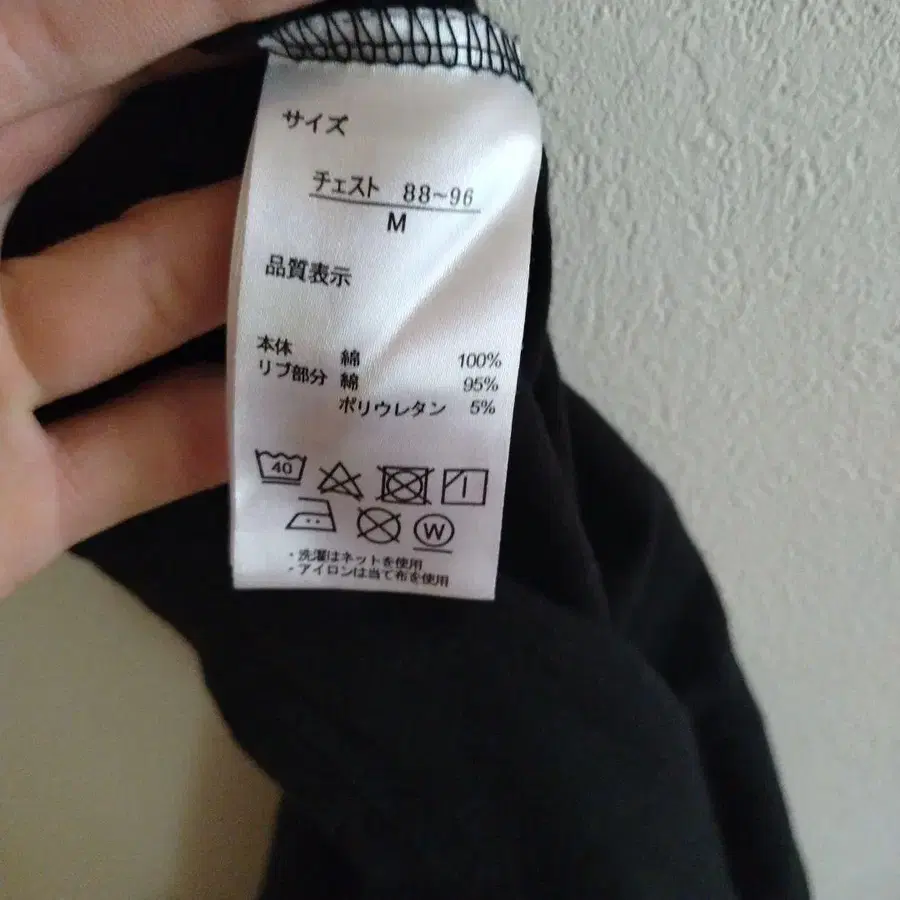 サイズ
チェスト 88~96
M
品質表示
本体 綿 100%
リブ部分 綿 95%
ポリウレタン 5%
40
W
・洗濯はネットを使用
・アイロンは当て布を使用